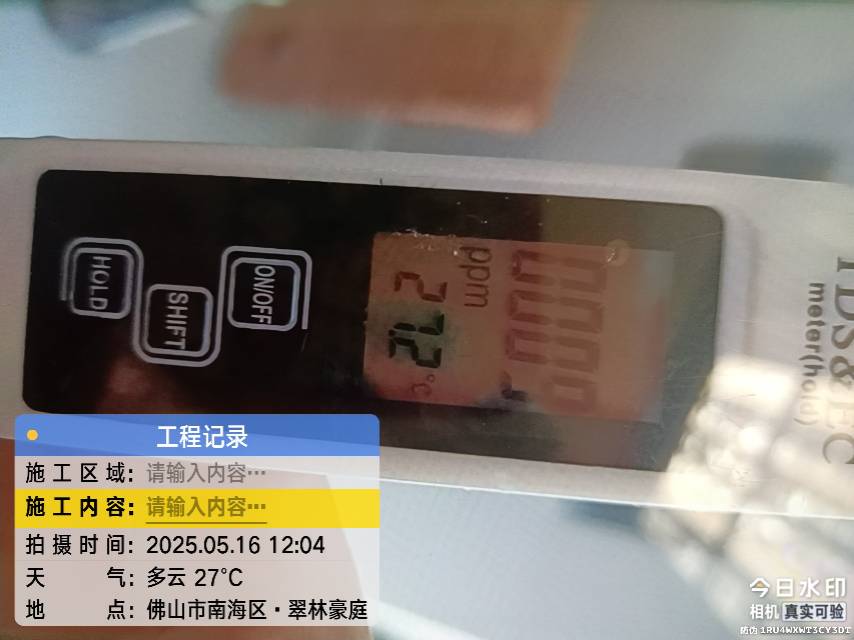 TDS&EC
meter(hold)
ppm
°C
ON/OFF
SHIFT
HOLD
工程记录
施工区域: 请输入内容…
施工内容: 请输入内容…
拍摄时间: 2025.05.16 12:04
天气: 多云 27℃
地点: 佛山市南海区·翠林豪庭
今日水印
相机 真实可验
防伪 1RU4WXWT3CY3DT